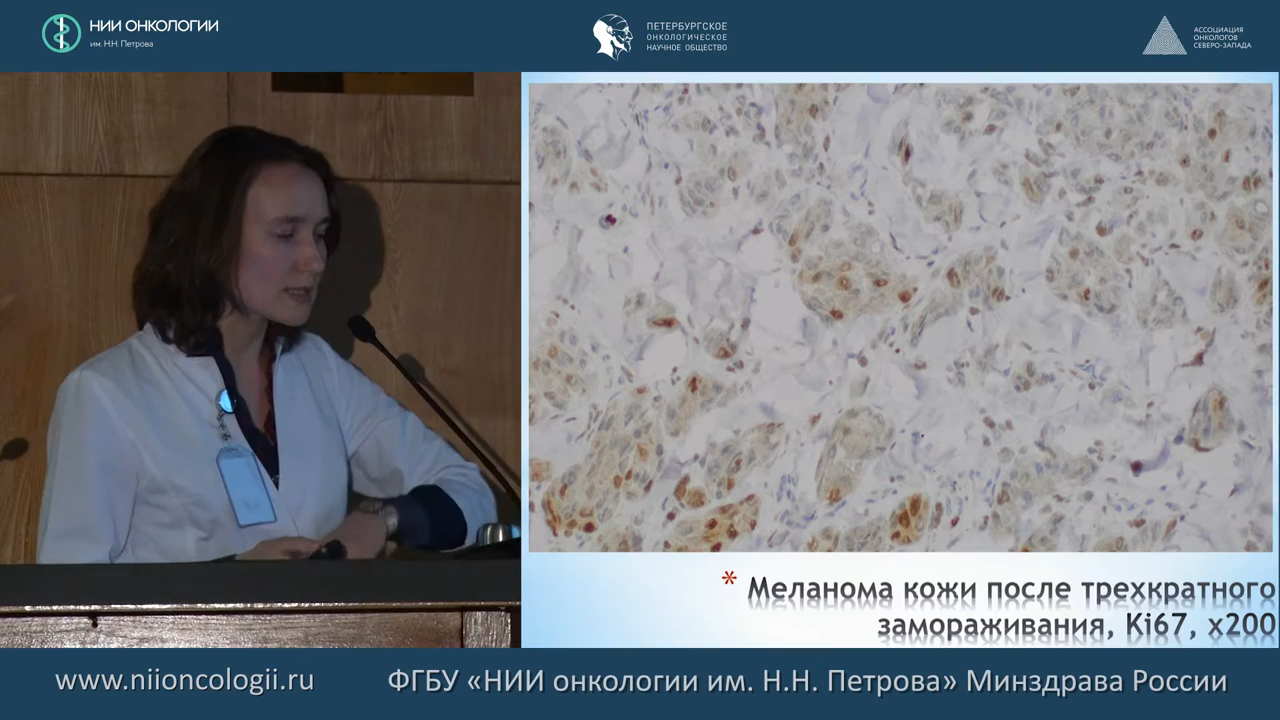 НИИ ОНКОЛОГИИ
им. Н.Н. Петрова
ПЕТЕРБУРГСКОЕ
ОНКОЛОГИЧЕСКОЕ
НАУЧНОЕ ОБЩЕСТВО
АССОЦИАЦИЯ
ОНКОЛОГОВ
СЕВЕРО-ЗАПАДА
* Меланома кожи после трехкратного
замораживания, Ki67, x200
www.niioncologii.ru
ФГБУ «НИИ онкологии им. Н.Н. Петрова» Минздрава России